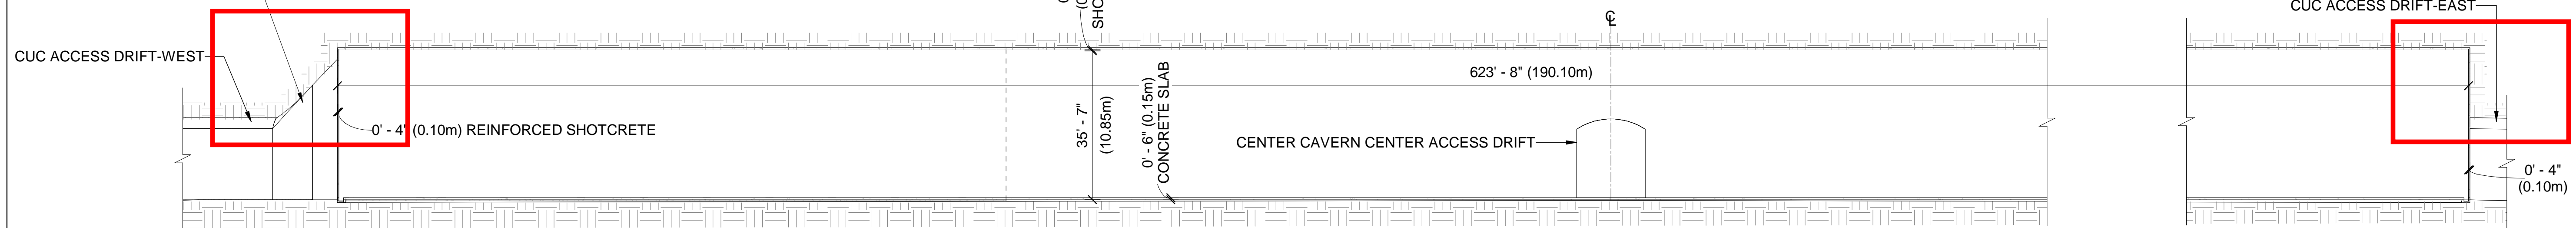 CUC ACCESS DRIFT-EAST
℄
CUC ACCESS DRIFT-WEST
623' - 8" (190.10m)
0' - 4" (0.10m) REINFORCED SHOTCRETE
35' - 7"
(10.85m)
0' - 6" (0.15m)
CONCRETE SLAB
CENTER CAVERN CENTER ACCESS DRIFT
0' - 4"
(0.10m)